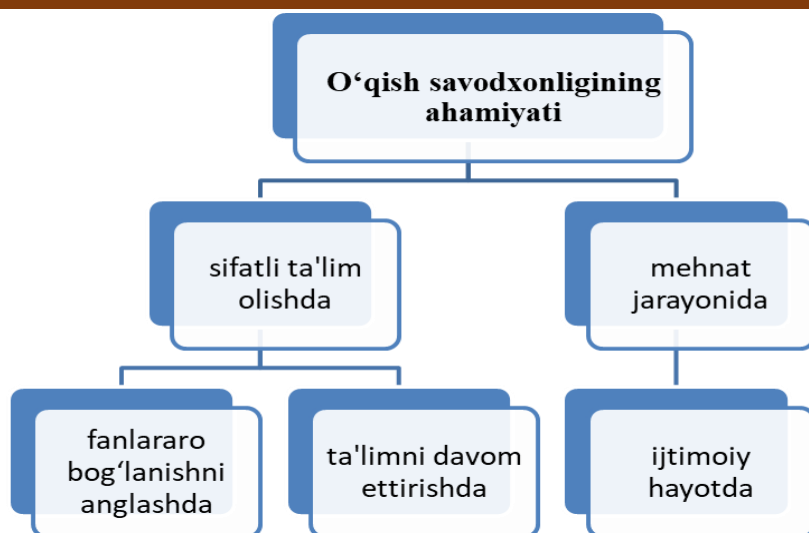 O‘qish savodxonligining
ahamiyati
sifatli ta'lim
olishda
mehnat
jarayonida
fanlararo
bog‘lanishni
anglashda
ta'limni davom
ettirishda
ijtimoiy
hayotda